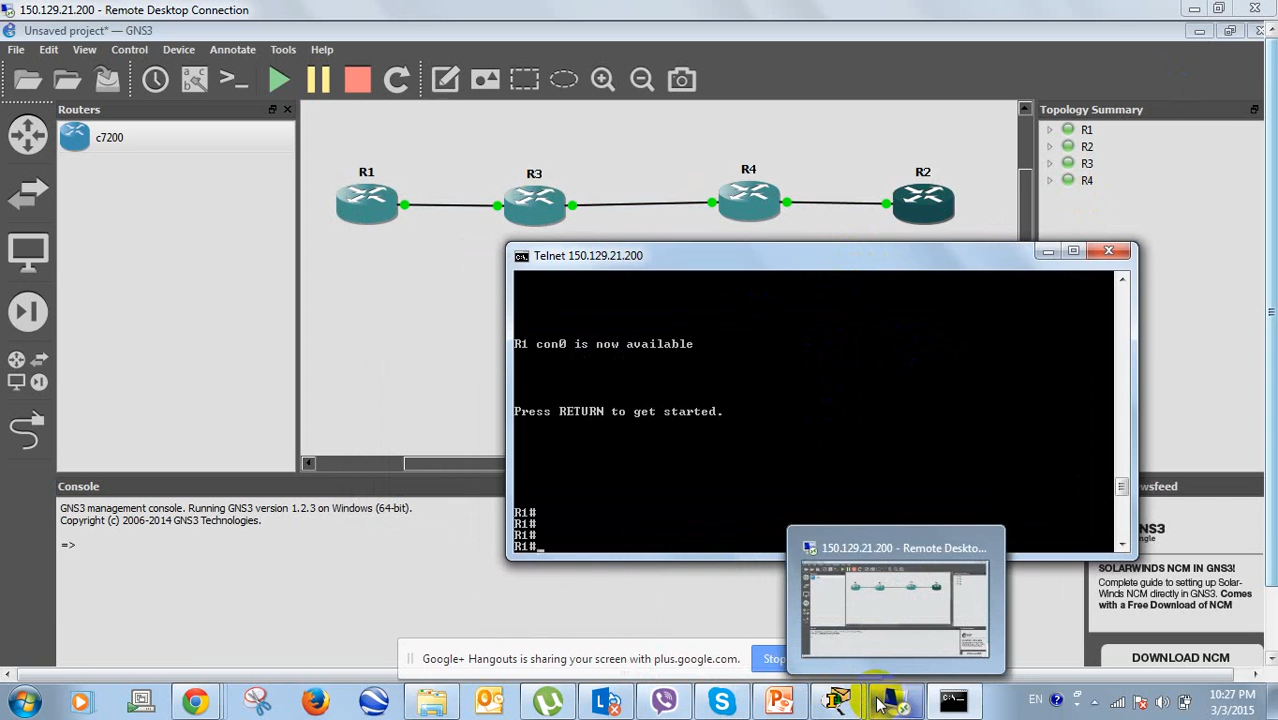 150.129.21.200 - Remote Desktop Connection
Unsaved project* — GNS3
File Edit View Control Device Annotate Tools Help
Routers
c7200
R1
R3
R4
R2
Topology Summary
R1
R2
R3
R4
Telnet 150.129.21.200
R1 con0 is now available
Press RETURN to get started.
R1#
R1#
R1#
R1#_
Console
GNS3 management console. Running GNS3 version 1.2.3 on Windows (64-bit).
Copyright (c) 2006-2014 GNS3 Technologies.
=>
150.129.21.200 - Remote Deskto...
SOLARWINDS NCM IN GNS3!
Complete guide to setting up Solar-
Winds NCM directly in GNS3. Comes
with a Free Download of NCM
DOWNLOAD NCM
Google+ Hangouts is sharing your screen with plus.google.com.
Stop
EN
10:27 PM
3/3/2015